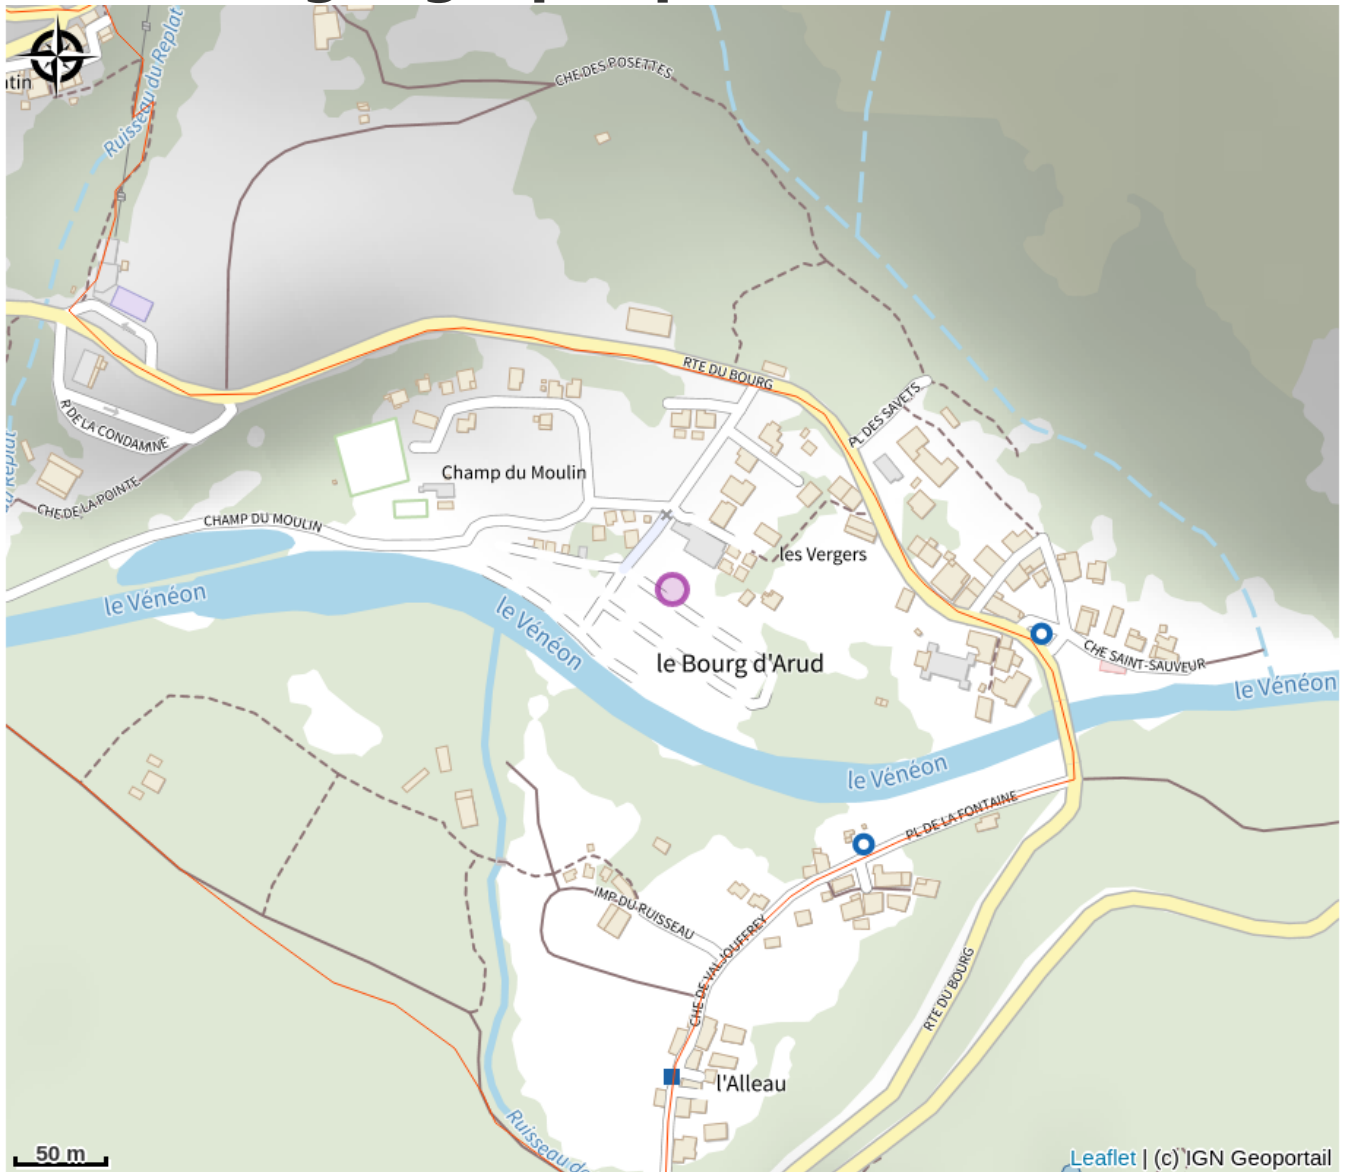 Ruisseau du Replat
tin
CHE DES POSETTES
RTE DU BOURG
PL DES SAVETS
R DE LA CONDAMINE
Champ du Moulin
CHE DE LA POINTE
CHAMP DU MOULIN
les Vergers
le Vénéon
le Vénéon
le Bourg d'Arud
CHE SAINT-SAUVEUR
le Vénéon
le Vénéon
PL DE LA FONTAINE
IMP DU RUISSEAU
CHE DE VALJOUFFREY
RTE DU BOURG
l'Alleau
Ruisseau de
50 m
Leaflet | (c) IGN Geoportail